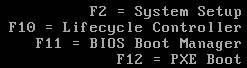 F2 = System Setup
F10 = Lifecycle Controller
F11 = BIOS Boot Manager
F12 = PXE Boot